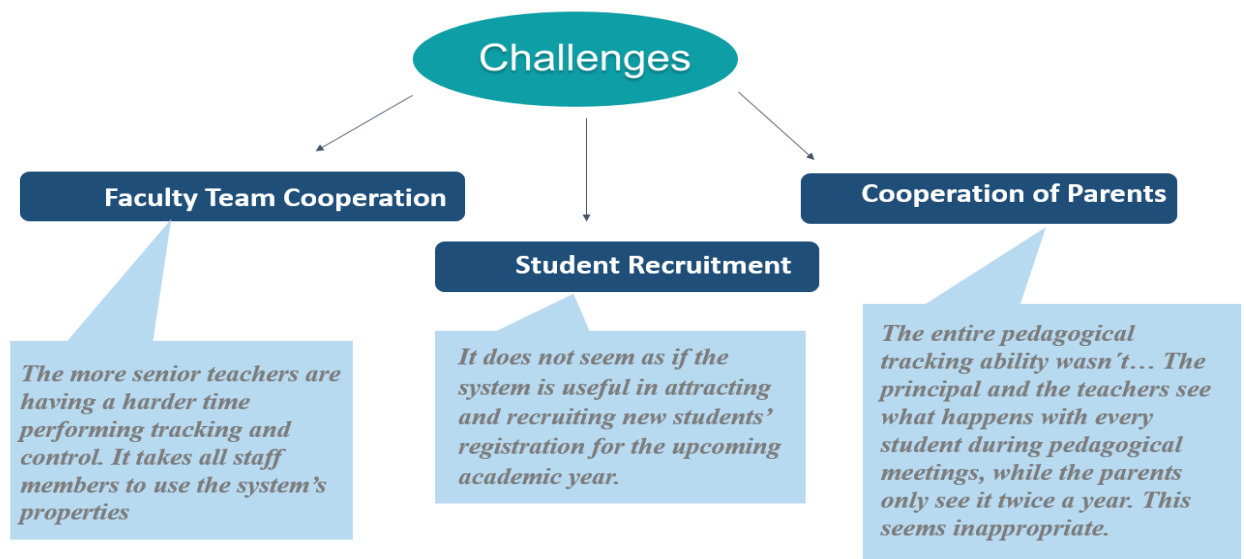 Challenges
Faculty Team Cooperation
Cooperation of Parents
Student Recruitment
The more senior teachers are
having a harder time
performing tracking and
control. It takes all staff
members to use the system’s
properties
It does not seem as if the
system is useful in attracting
and recruiting new students’
registration for the upcoming
academic year.
The entire pedagogical
tracking ability wasn´t… The
principal and the teachers see
what happens with every
student during pedagogical
meetings, while the parents
only see it twice a year. This
seems inappropriate.